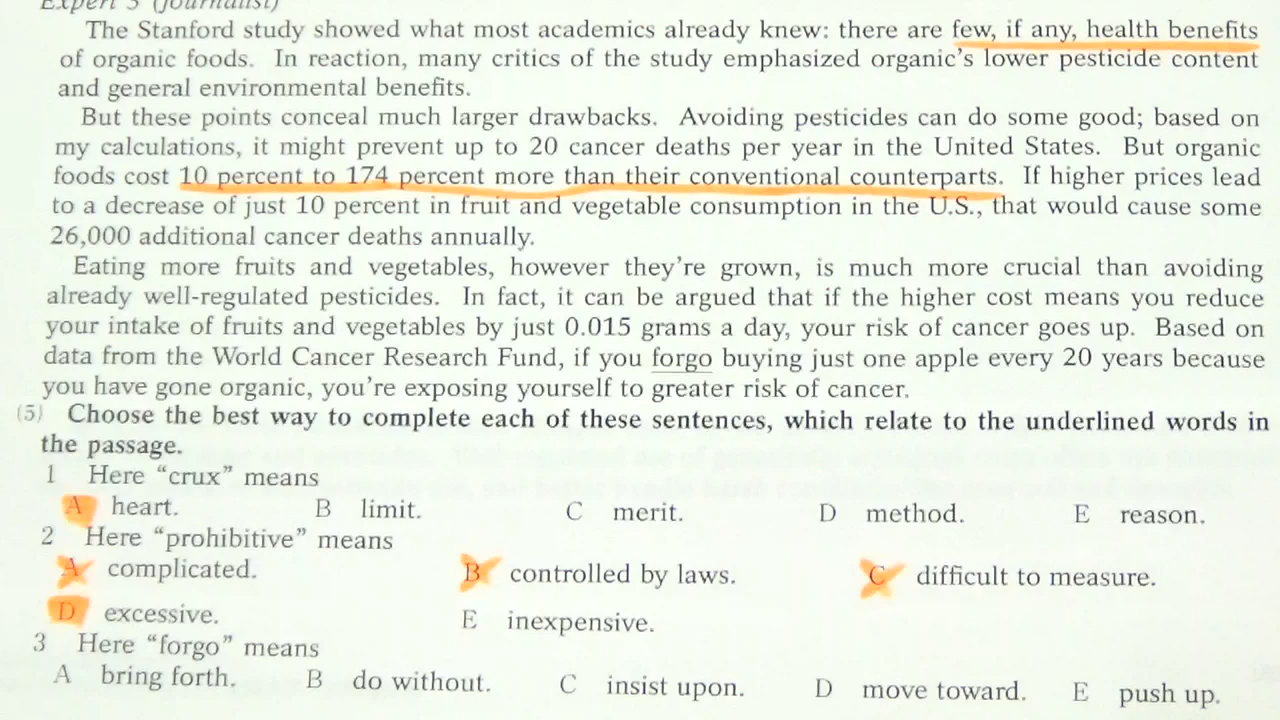 Expert 3 (Journalist)
The Stanford study showed what most academics already knew: there are few, if any, health benefits
of organic foods. In reaction, many critics of the study emphasized organic's lower pesticide content
and general environmental benefits.
But these points conceal much larger drawbacks. Avoiding pesticides can do some good; based on
my calculations, it might prevent up to 20 cancer deaths per year in the United States. But organic
foods cost 10 percent to 174 percent more than their conventional counterparts. If higher prices lead
to a decrease of just 10 percent in fruit and vegetable consumption in the U.S., that would cause some
26,000 additional cancer deaths annually.
Eating more fruits and vegetables, however they're grown, is much more crucial than avoiding
already well-regulated pesticides. In fact, it can be argued that if the higher cost means you reduce
your intake of fruits and vegetables by just 0.015 grams a day, your risk of cancer goes up. Based on
data from the World Cancer Research Fund, if you forgo buying just one apple every 20 years because
you have gone organic, you're exposing yourself to greater risk of cancer.
(5) Choose the best way to complete each of these sentences, which relate to the underlined words in
the passage.
1 Here "crux" means
A heart. B limit. C merit. D method. E reason.
2 Here "prohibitive" means
A complicated. B controlled by laws. C difficult to measure.
D excessive. E inexpensive.
3 Here "forgo" means
A bring forth. B do without. C insist upon. D move toward. E push up.